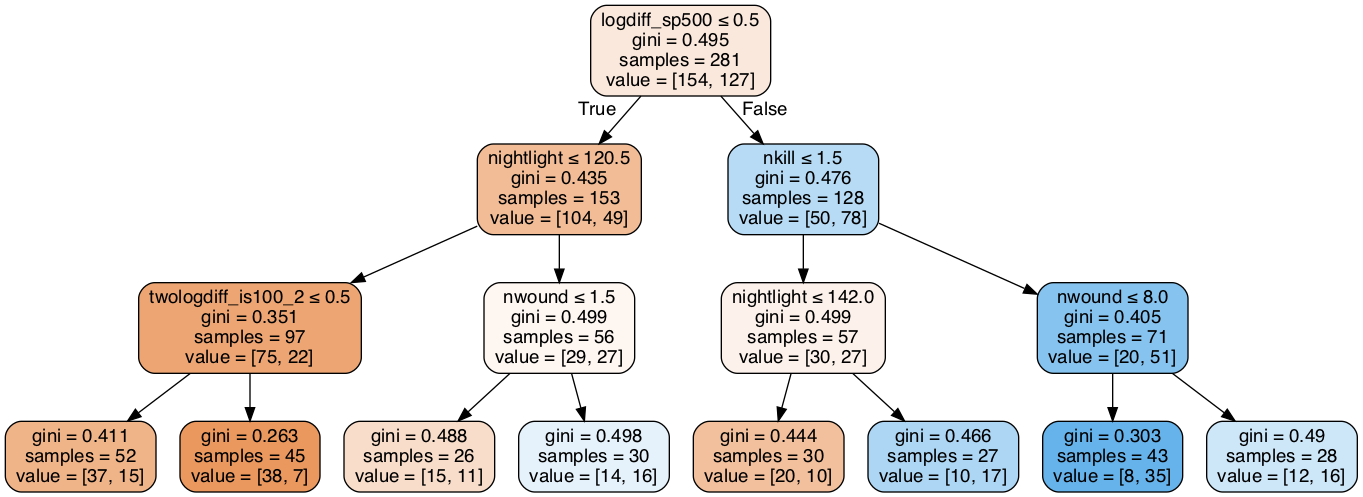 logdiff_sp500 ≤ 0.5
gini = 0.495
samples = 281
value = [154, 127]
True
False
nightlight ≤ 120.5
gini = 0.435
samples = 153
value = [104, 49]
nkill ≤ 1.5
gini = 0.476
samples = 128
value = [50, 78]
twologdiff_is100_2 ≤ 0.5
gini = 0.351
samples = 97
value = [75, 22]
nwound ≤ 1.5
gini = 0.499
samples = 56
value = [29, 27]
nightlight ≤ 142.0
gini = 0.499
samples = 57
value = [30, 27]
nwound ≤ 8.0
gini = 0.405
samples = 71
value = [20, 51]
gini = 0.411
samples = 52
value = [37, 15]
gini = 0.263
samples = 45
value = [38, 7]
gini = 0.488
samples = 26
value = [15, 11]
gini = 0.498
samples = 30
value = [14, 16]
gini = 0.444
samples = 30
value = [20, 10]
gini = 0.466
samples = 27
value = [10, 17]
gini = 0.303
samples = 43
value = [8, 35]
gini = 0.49
samples = 28
value = [12, 16]